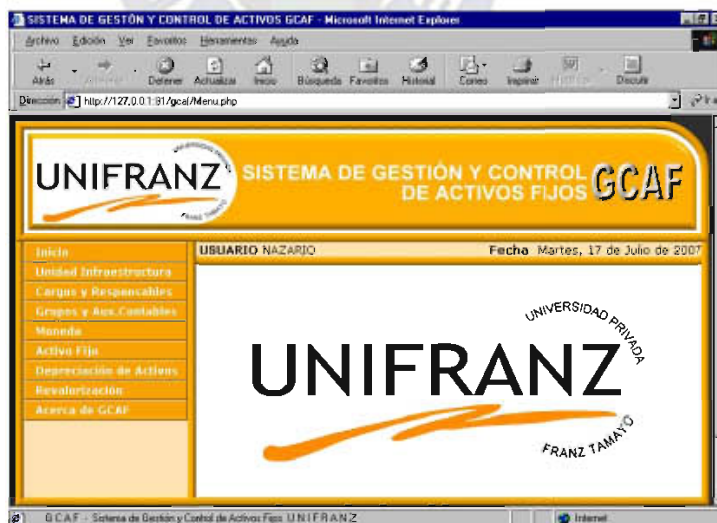 SISTEMA DE GESTÓN Y CONTROL DE ACTIVOS GCAF - Microsoft Internet Explorer
Archivo Edición Ver Favoritos Herramientas Ayuda
Atrás Detener Actualizar Inicio Búsqueda Favoritos Historial Correo Imprimir Discutir
Dirección http://127.0.0.1:81/gcaf/Menu.php
UNIFRANZ
SISTEMA DE GESTIÓN Y CONTROL
DE ACTIVOS FIJOS
GCAF
USUARIO NAZARIO
Fecha Martes, 17 de Julio de 2007
Inicio
Unidad Infraestructura
Cargos y Responsables
Grupos y Aux.Contables
Moneda
Activo Fijo
Depreciación de Activos
Revalorización
Acerca de GCAF
UNIVERSIDAD PRIVADA
UNIFRANZ
FRANZ TAMAYO
GCAF - Sistema de Gestión y Control de Activos Fijos UNIFRANZ
Internet